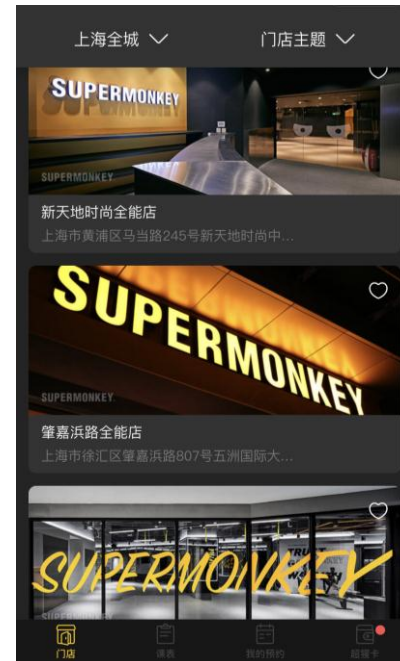 上海全城
门店主题
SUPERMONKEY
SUPERMONKEY
新天地时尚全能店
上海市黄浦区马当路245号新天地时尚中...
SUPERMONKEY
SUPERMONKEY
肇嘉浜路全能店
上海市徐汇区肇嘉浜路807号五洲国际大...
SUPERMONKEY
SUPERMONKEY
门店
课表
我的预约
超猩卡